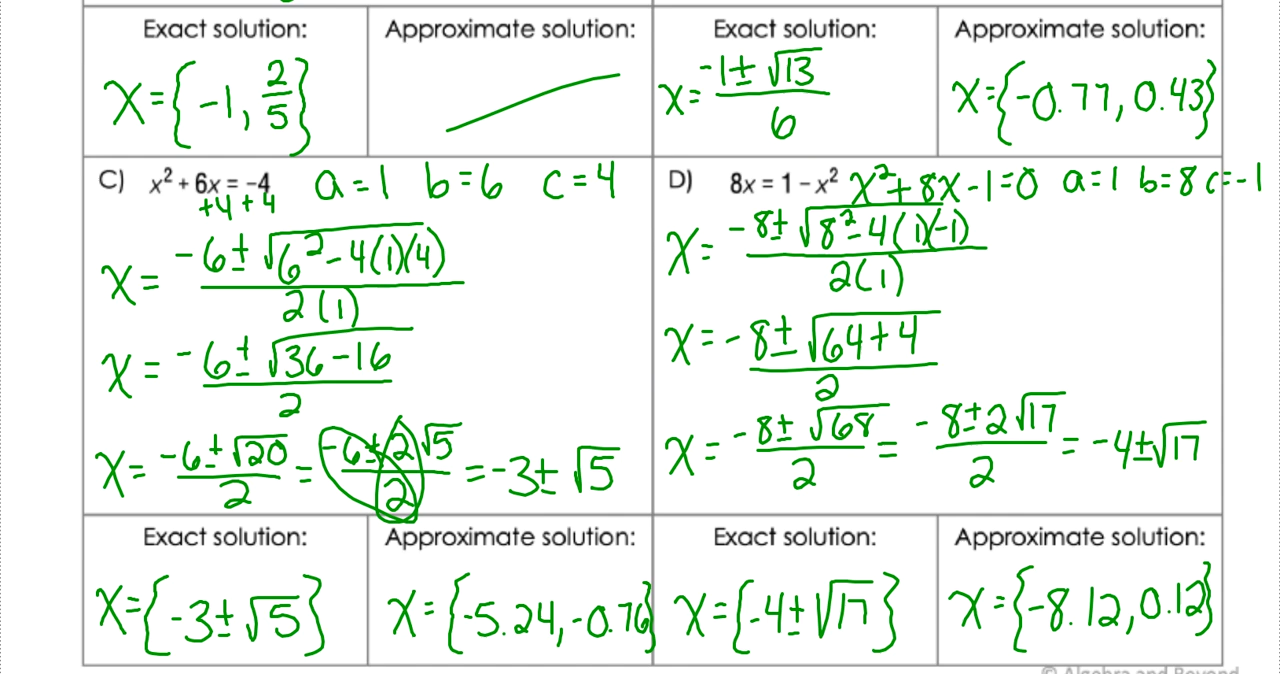 Exact solution: Approximate solution: Exact solution: Approximate solution:
x = {-1, 2/5} x = (-1 ± √13)/6 x = {-0.77, 0.43}
C) x² + 6x = -4 a = 1 b = 6 c = 4
+4 +4
x = (-6 ± √(6² - 4(1)(4)))/(2(1))
x = (-6 ± √(36 - 16))/2
x = (-6 ± √20)/2 = (-6 ± 2√5)/2 = -3 ± √5
D) 8x = 1 - x² x² + 8x - 1 = 0 a = 1 b = 8 c = -1
x = (-8 ± √(8² - 4(1)(-1)))/(2(1))
x = (-8 ± √(64 + 4))/2
x = (-8 ± √68)/2 = (-8 ± 2√17)/2 = -4 ± √17
Exact solution: Approximate solution: Exact solution: Approximate solution:
x = {-3 ± √5} x = {-5.24, -0.76} x = {-4 ± √17} x = {-8.12, 0.12}
© Algebra and Beyond